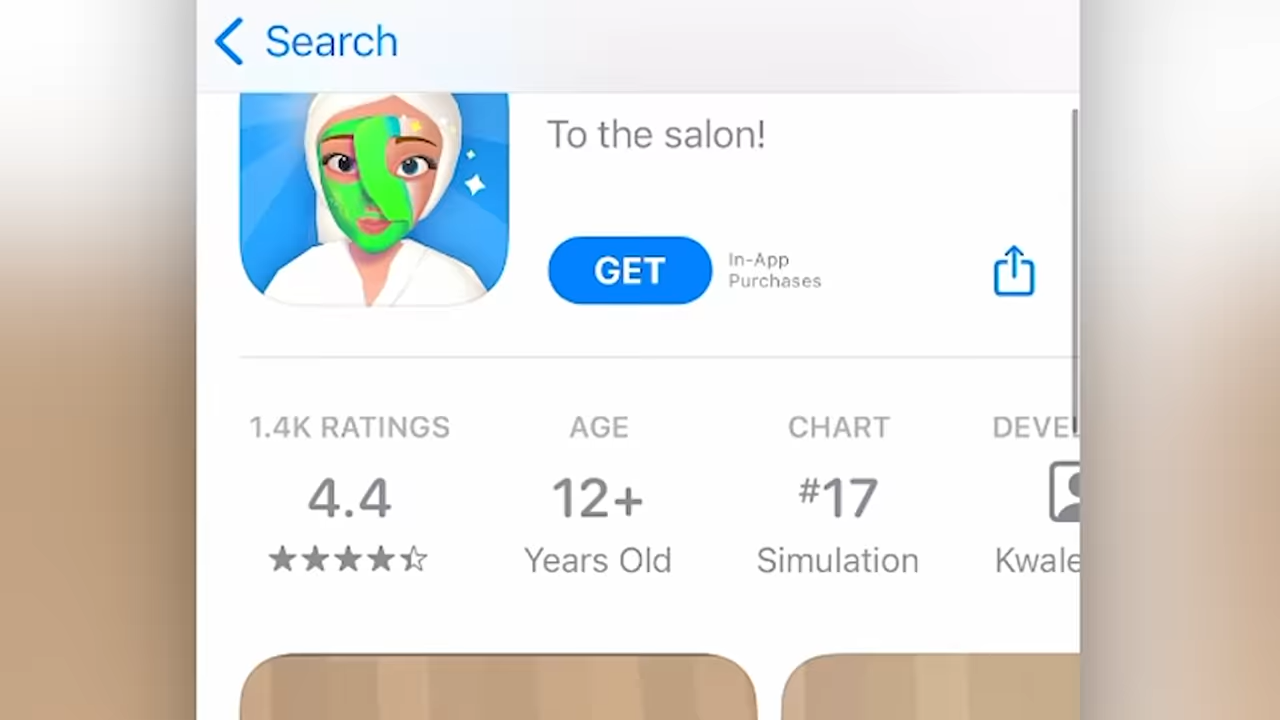 Search
To the salon!
GET
In-App
Purchases
1.4K RATINGS
AGE
CHART
4.4
12+
#17
Years Old
Simulation